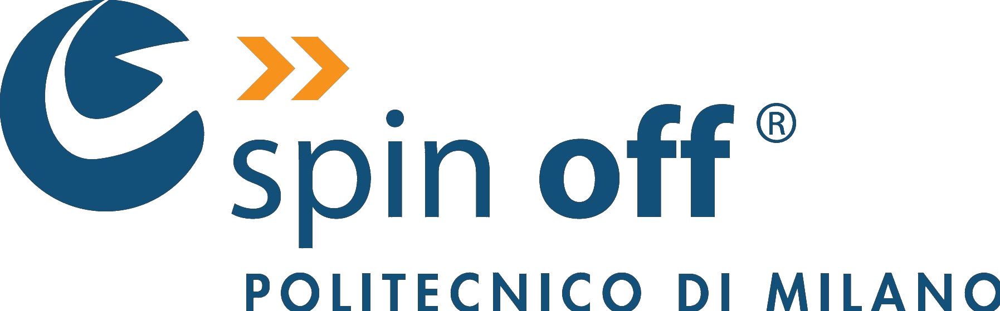 spin off ®
POLITECNICO DI MILANO